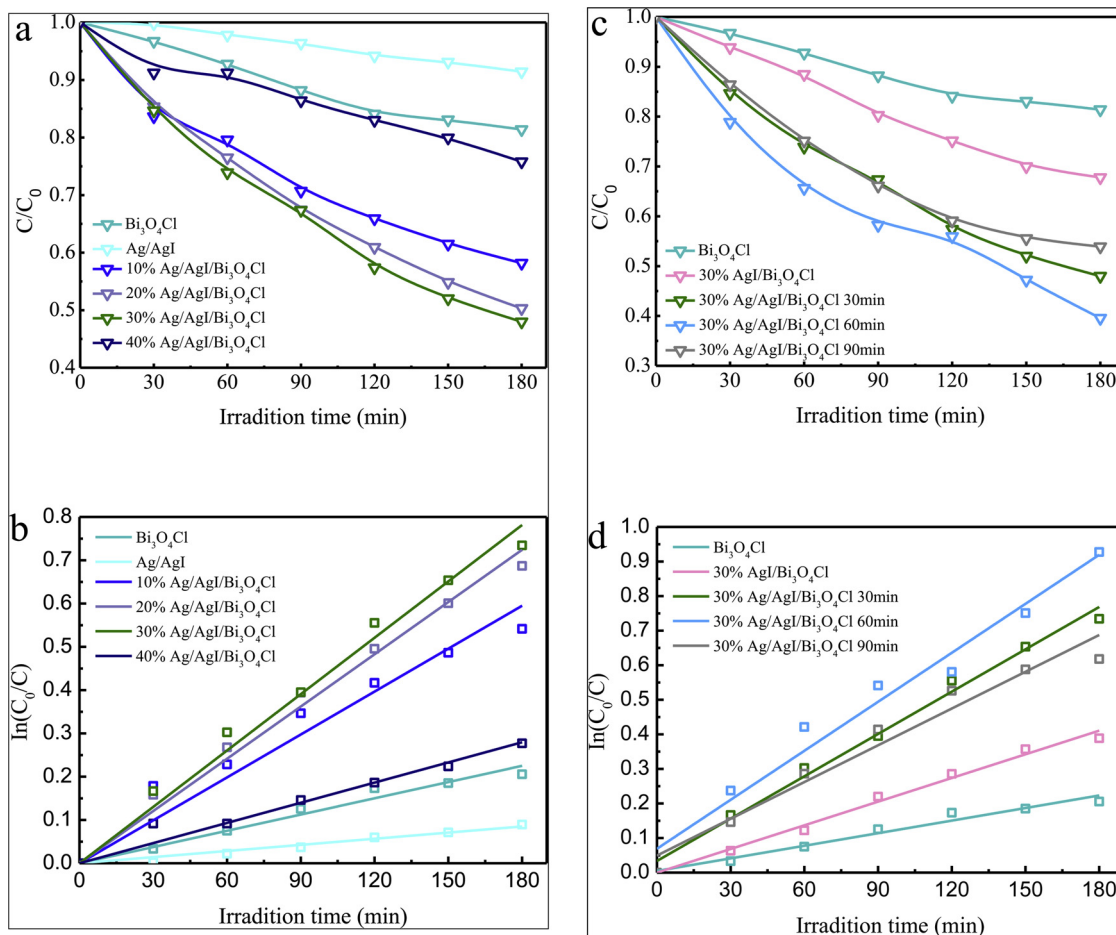 a
1.0
0.9
0.8
0.7
0.6
0.5
0.4
C/C₀
Bi₃O₄Cl
Ag/AgI
10% Ag/AgI/Bi₃O₄Cl
20% Ag/AgI/Bi₃O₄Cl
30% Ag/AgI/Bi₃O₄Cl
40% Ag/AgI/Bi₃O₄Cl
0 30 60 90 120 150 180
Irradition time (min)
c
1.0
0.9
0.8
0.7
0.6
0.5
0.4
0.3
C/C₀
Bi₃O₄Cl
30% AgI/Bi₃O₄Cl
30% Ag/AgI/Bi₃O₄Cl 30min
30% Ag/AgI/Bi₃O₄Cl 60min
30% Ag/AgI/Bi₃O₄Cl 90min
0 30 60 90 120 150 180
Irradition time (min)
b
0.8
0.7
0.6
0.5
0.4
0.3
0.2
0.1
0.0
In(C₀/C)
Bi₃O₄Cl
Ag/AgI
10% Ag/AgI/Bi₃O₄Cl
20% Ag/AgI/Bi₃O₄Cl
30% Ag/AgI/Bi₃O₄Cl
40% Ag/AgI/Bi₃O₄Cl
0 30 60 90 120 150 180
Irradition time (min)
d
1.0
0.9
0.8
0.7
0.6
0.5
0.4
0.3
0.2
0.1
0.0
In(C₀/C)
Bi₃O₄Cl
30% AgI/Bi₃O₄Cl
30% Ag/AgI/Bi₃O₄Cl 30min
30% Ag/AgI/Bi₃O₄Cl 60min
30% Ag/AgI/Bi₃O₄Cl 90min
0 30 60 90 120 150 180
Irradition time (min)